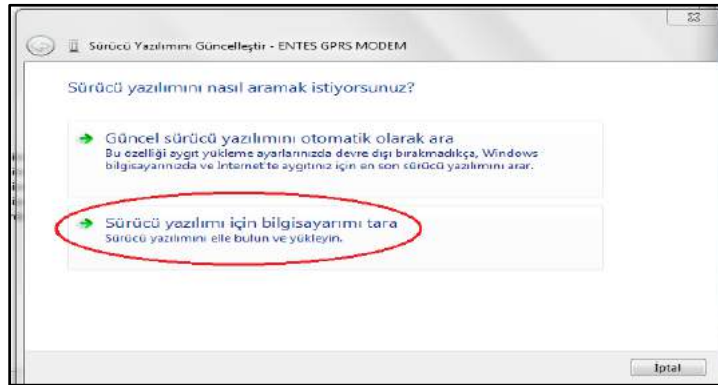 Sürücü Yazılımını Güncelleştir - ENTES GPRS MODEM
Sürücü yazılımını nasıl aramak istiyorsunuz?
Güncel sürücü yazılımını otomatik olarak ara
Bu özelliği aygıt yükleme ayarlarınızda devre dışı bırakmadıkça, Windows
bilgisayarınızda ve Internet'te aygıtınız için en son sürücü yazılımını arar.
Sürücü yazılımı için bilgisayarımı tara
Sürücü yazılımını elle bulun ve yükleyin.
İptal